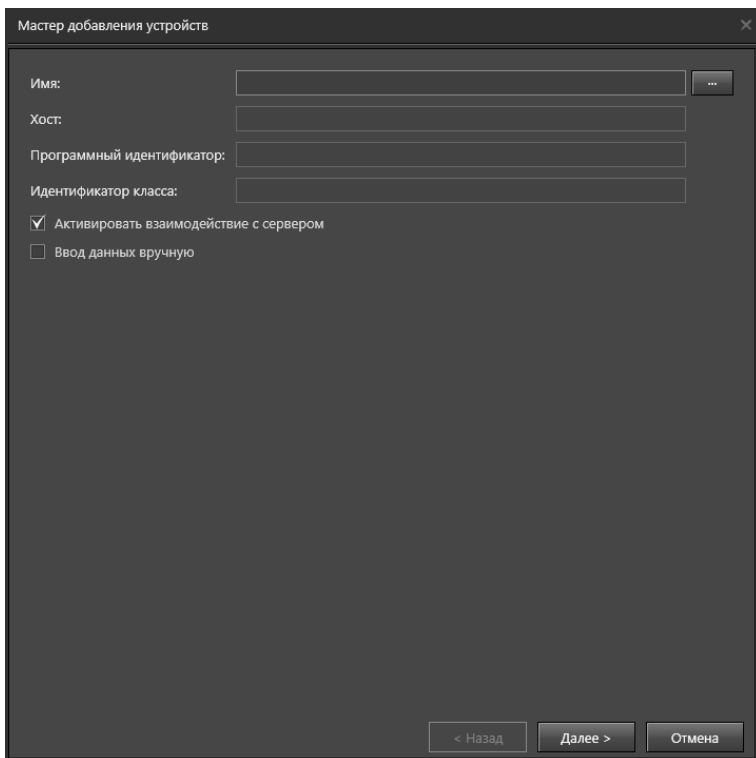 Мастер добавления устройств
Имя:
...
Хост:
Программный идентификатор:
Идентификатор класса:
Активировать взаимодействие с сервером
Ввод данных вручную
< Назад
Далее >
Отмена